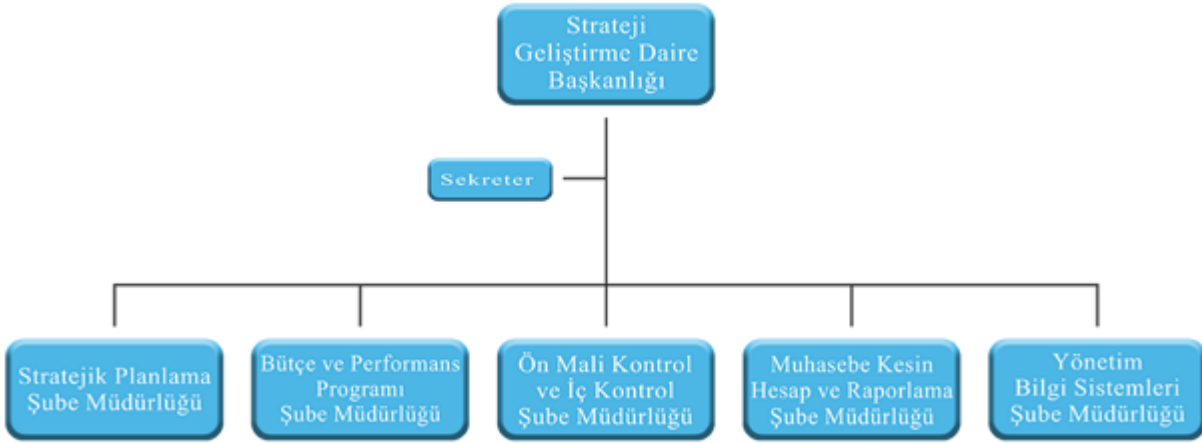 Strateji
Geliştirme Daire
Başkanlığı
Sekreter
Stratejik Planlama
Şube Müdürlüğü
Bütçe ve Performans
Programı
Şube Müdürlüğü
Ön Mali Kontrol
ve İç Kontrol
Şube Müdürlüğü
Muhasebe Kesin
Hesap ve Raporlama
Şube Müdürlüğü
Yönetim
Bilgi Sistemleri
Şube Müdürlüğü